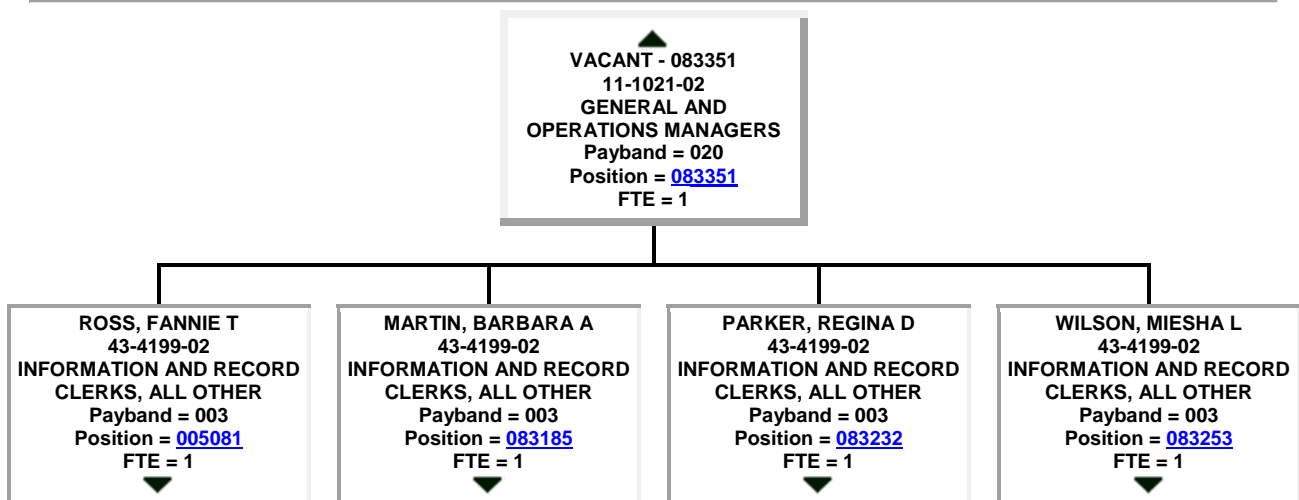 VACANT - 083351
11-1021-02
GENERAL AND
OPERATIONS MANAGERS
Payband = 020
Position = 083351
FTE = 1
ROSS, FANNIE T
43-4199-02
INFORMATION AND RECORD
CLERKS, ALL OTHER
Payband = 003
Position = 005081
FTE = 1
MARTIN, BARBARA A
43-4199-02
INFORMATION AND RECORD
CLERKS, ALL OTHER
Payband = 003
Position = 083185
FTE = 1
PARKER, REGINA D
43-4199-02
INFORMATION AND RECORD
CLERKS, ALL OTHER
Payband = 003
Position = 083232
FTE = 1
WILSON, MIESHA L
43-4199-02
INFORMATION AND RECORD
CLERKS, ALL OTHER
Payband = 003
Position = 083253
FTE = 1